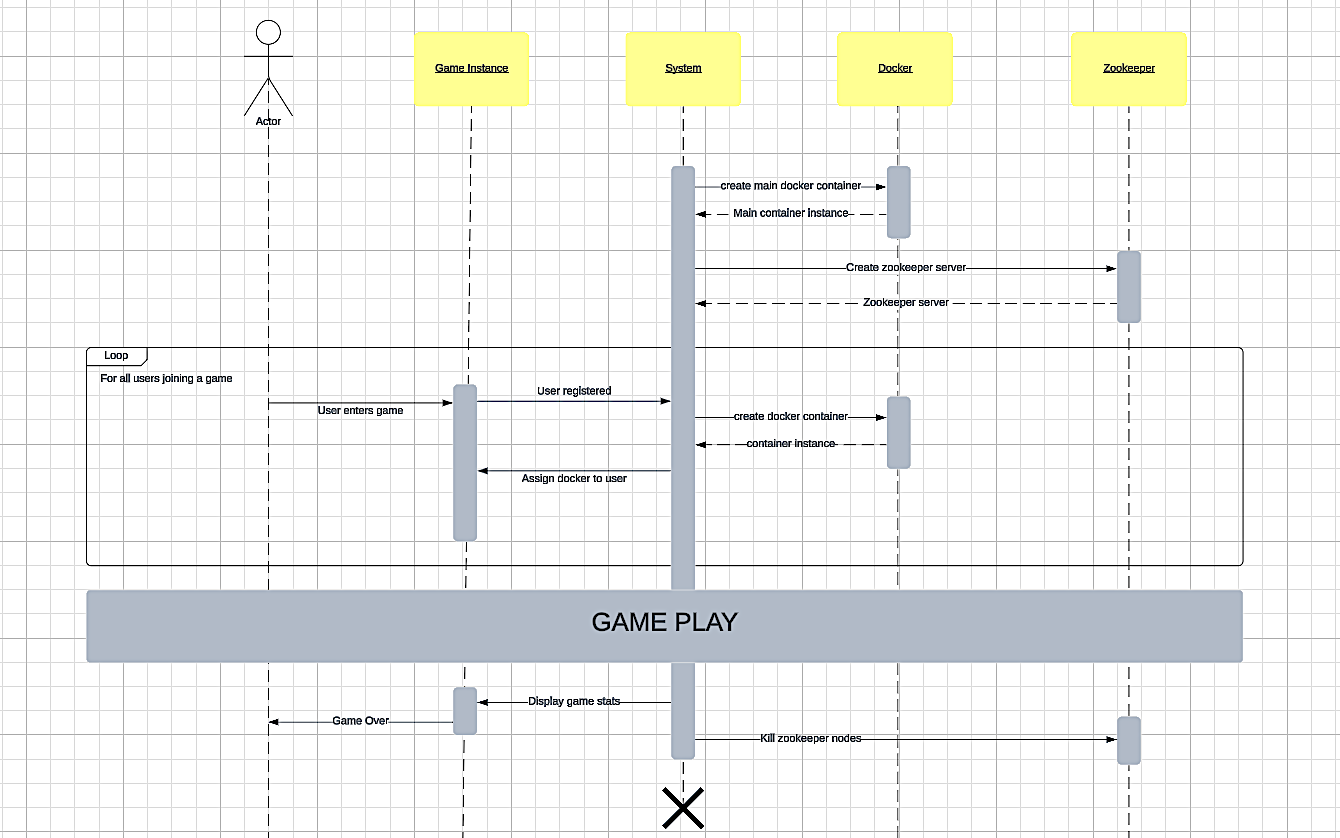 Actor
Game Instance
System
Docker
Zookeeper
create main docker container
Main container instance
Create zookeeper server
Zookeeper server
Loop
For all users joining a game
User enters game
User registered
create docker container
container instance
Assign docker to user
GAME PLAY
Display game stats
Game Over
Kill zookeeper nodes